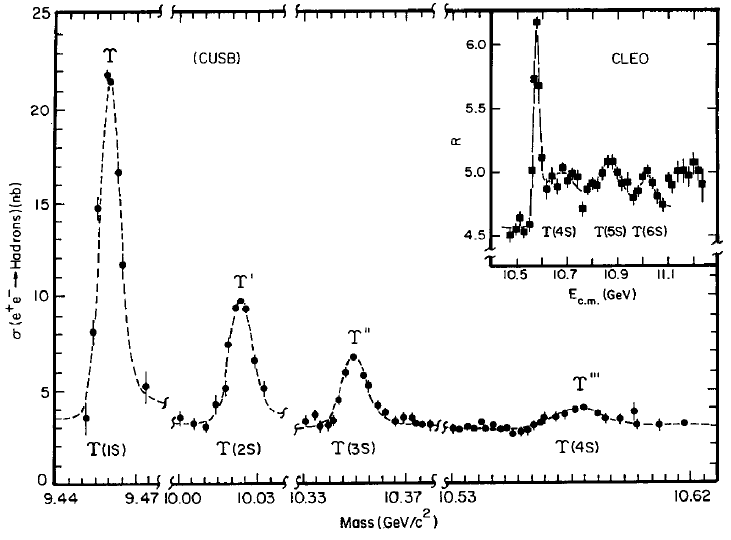 25
20
15
10
5
0
σ(e⁺e⁻→Hadrons)(nb)
ϒ
(CUSB)
ϒ'
ϒ''
ϒ'''
ϒ(1S)
ϒ(2S)
ϒ(3S)
ϒ(4S)
9.44 9.47 10.00 10.03 10.33 10.37 10.53 10.62
Mass (GeV/c²)
CLEO
6.0
5.5
5.0
4.5
R
ϒ(4S) ϒ(5S) ϒ(6S)
10.5 10.7 10.9 11.1
E c.m. (GeV)